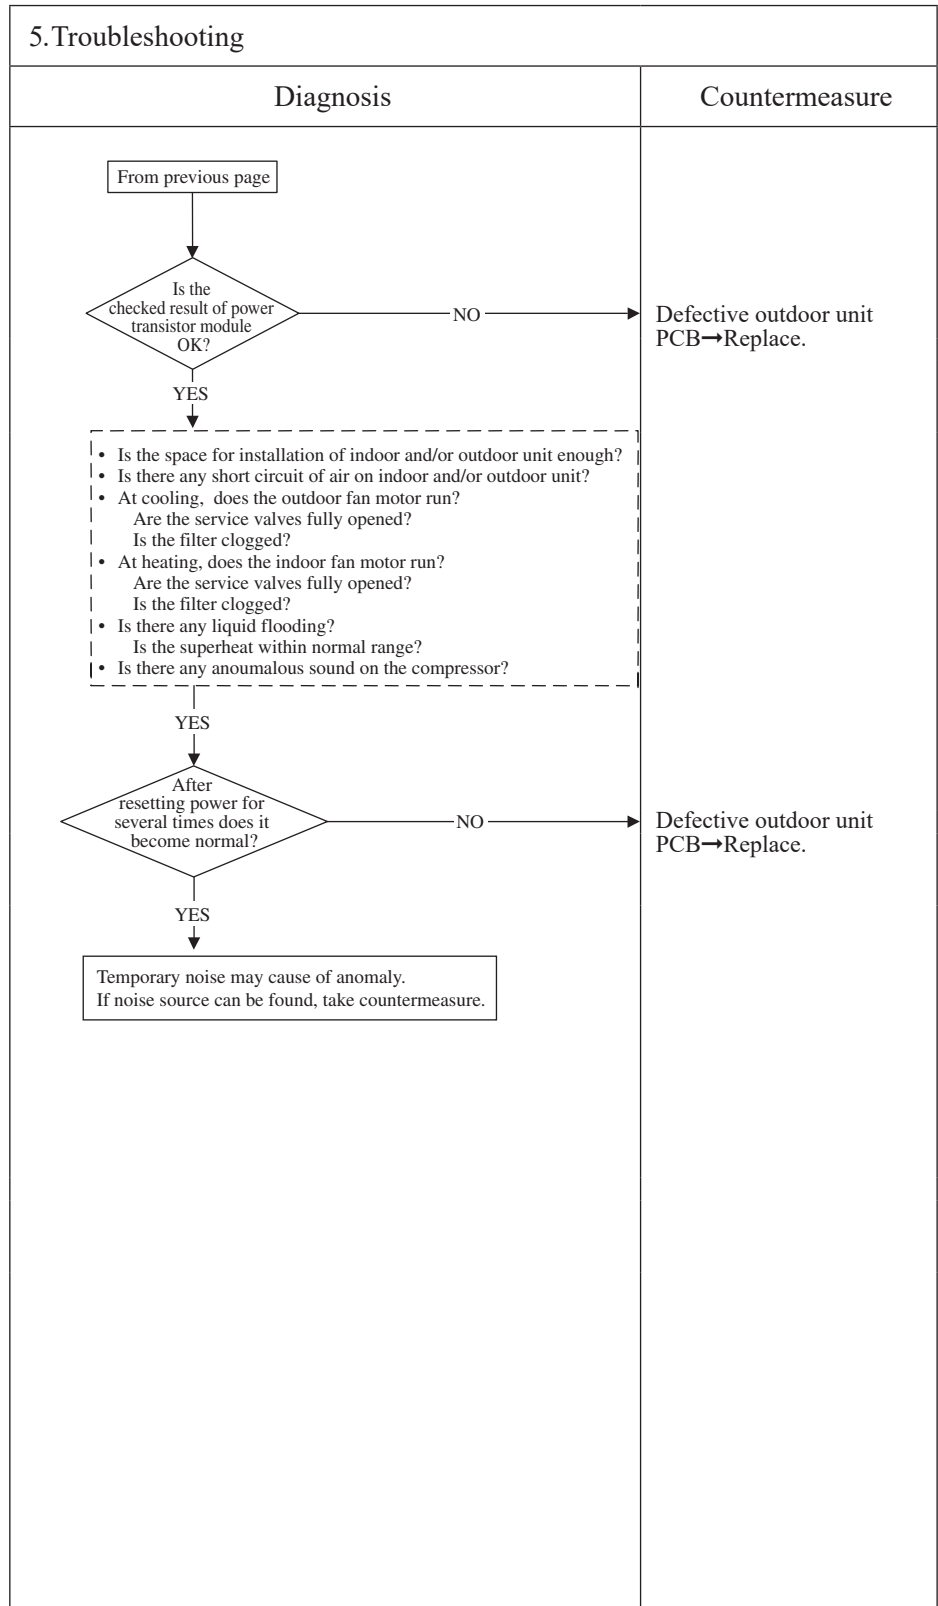 5.Troubleshooting
Diagnosis
Countermeasure
From previous page
Is the
checked result of power
transistor module
OK?
NO
Defective outdoor unit
PCB→Replace.
YES
• Is the space for installation of indoor and/or outdoor unit enough?
• Is there any short circuit of air on indoor and/or outdoor unit?
• At cooling, does the outdoor fan motor run?
Are the service valves fully opened?
Is the filter clogged?
• At heating, does the indoor fan motor run?
Are the service valves fully opened?
Is the filter clogged?
• Is there any liquid flooding?
Is the superheat within normal range?
• Is there any anoumalous sound on the compressor?
YES
After
resetting power for
several times does it
become normal?
NO
Defective outdoor unit
PCB→Replace.
YES
Temporary noise may cause of anomaly.
If noise source can be found, take countermeasure.